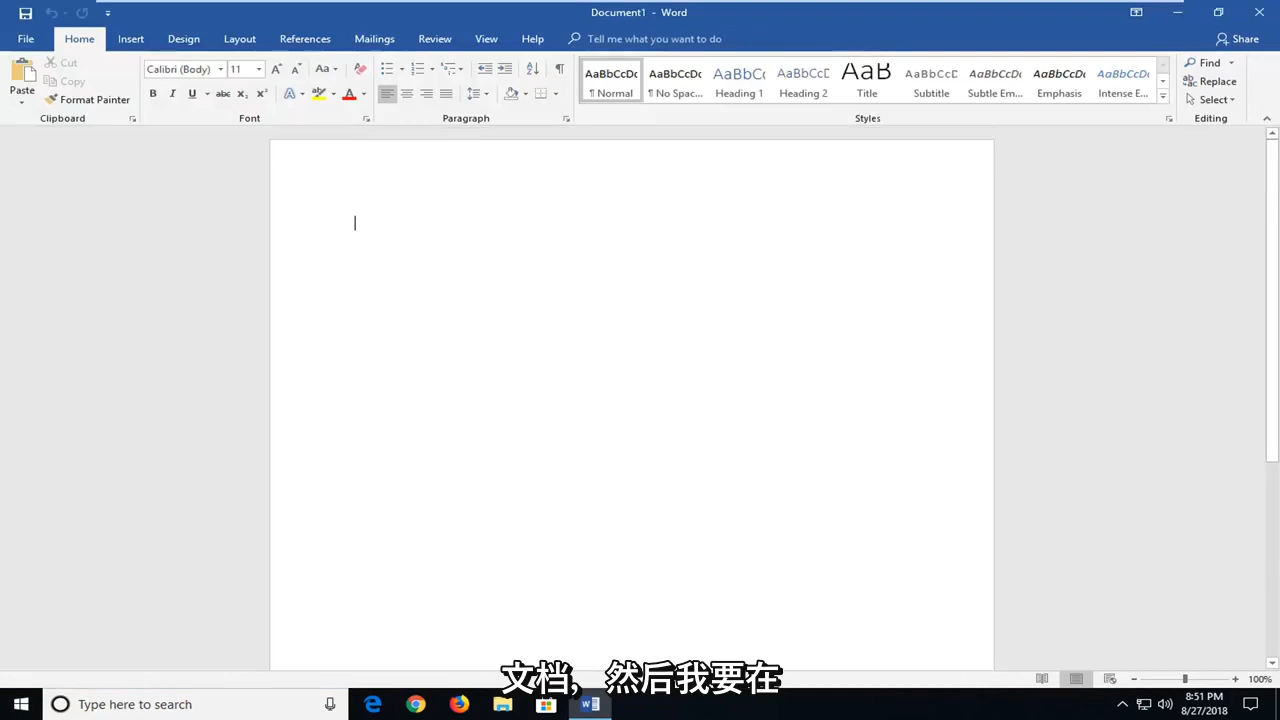 Document1 - Word
File Home Insert Design Layout References Mailings Review View Help Tell me what you want to do Share
Paste
Cut
Copy
Format Painter
Clipboard
Calibri (Body) 11
Font
Paragraph
AaBbCcDc AaBbCcDc AaBbC AaBbCcE AaB AaBbCcD AaBbCcDc AaBbCcDc AaBbCcDc
¶ Normal ¶ No Spac... Heading 1 Heading 2 Title Subtitle Subtle Em... Emphasis Intense E...
Styles
Find
Replace
Select
Editing
文档，然后我要在
100%
Type here to search
8:51 PM
8/27/2018